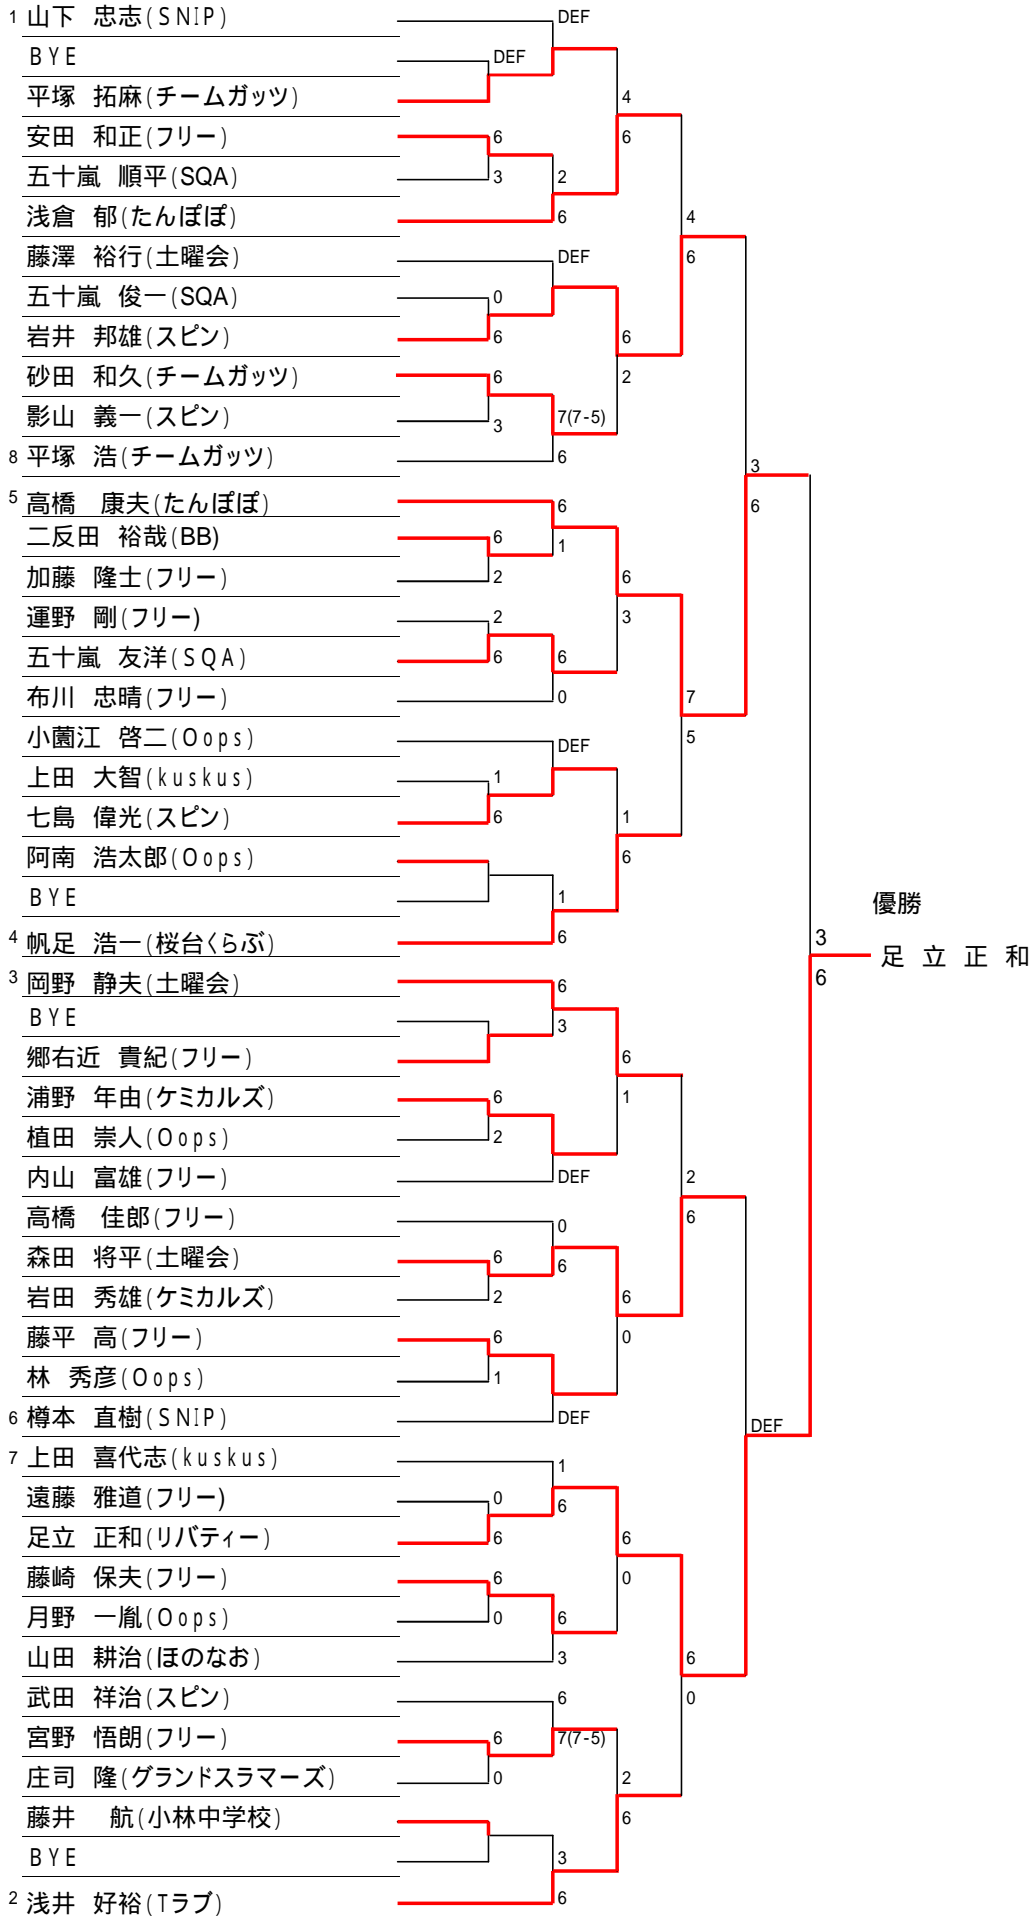 1 山下 忠志(SNIP) DEF
BYE DEF
平塚 拓麻(チームガッツ) 4
安田 和正(フリー) 6 6
五十嵐 順平(SQA) 3 2
浅倉 郁(たんぽぽ) 6 4
藤澤 裕行(土曜会) DEF 6
五十嵐 俊一(SQA) 0
岩井 邦雄(スピン) 6 6
砂田 和久(チームガッツ) 6 2
影山 義一(スピン) 3 7(7-5)
8 平塚 浩(チームガッツ) 6 3
5 高橋 康夫(たんぽぽ) 6 6
二反田 裕哉(BB) 6 1
加藤 隆士(フリー) 2 6
運野 剛(フリー) 2 3
五十嵐 友洋(SQA) 6 6
布川 忠晴(フリー) 0 7
小薗江 啓二(Oops) DEF 5
上田 大智(kuskus) 1
七島 偉光(スピン) 6 1
阿南 浩太郎(Oops) 6
BYE 1
優勝
4 帆足 浩一(桜台くらぶ) 6 3
足 立 正 和
3 岡野 静夫(土曜会) 6 6
BYE 3
郷右近 貴紀(フリー) 6
浦野 年由(ケミカルズ) 6 1
植田 崇人(Oops) 2
内山 富雄(フリー) DEF 2
高橋 佳郎(フリー) 0 6
森田 将平(土曜会) 6 6
岩田 秀雄(ケミカルズ) 2 6
藤平 高(フリー) 6 0
林 秀彦(Oops) 1
6 樽本 直樹(SNIP) DEF DEF
7 上田 喜代志(kuskus) 1
遠藤 雅道(フリー) 0 6
足立 正和(リバティー) 6 6
藤崎 保夫(フリー) 6 0
月野 一胤(Oops) 0 6
山田 耕治(ほのなお) 3 6
武田 祥治(スピン) 6 0
宮野 悟朗(フリー) 6 7(7-5)
庄司 隆(グランドスラマーズ) 0 2
藤井 航(小林中学校) 6
BYE 3
2 浅井 好裕(Tラブ) 6